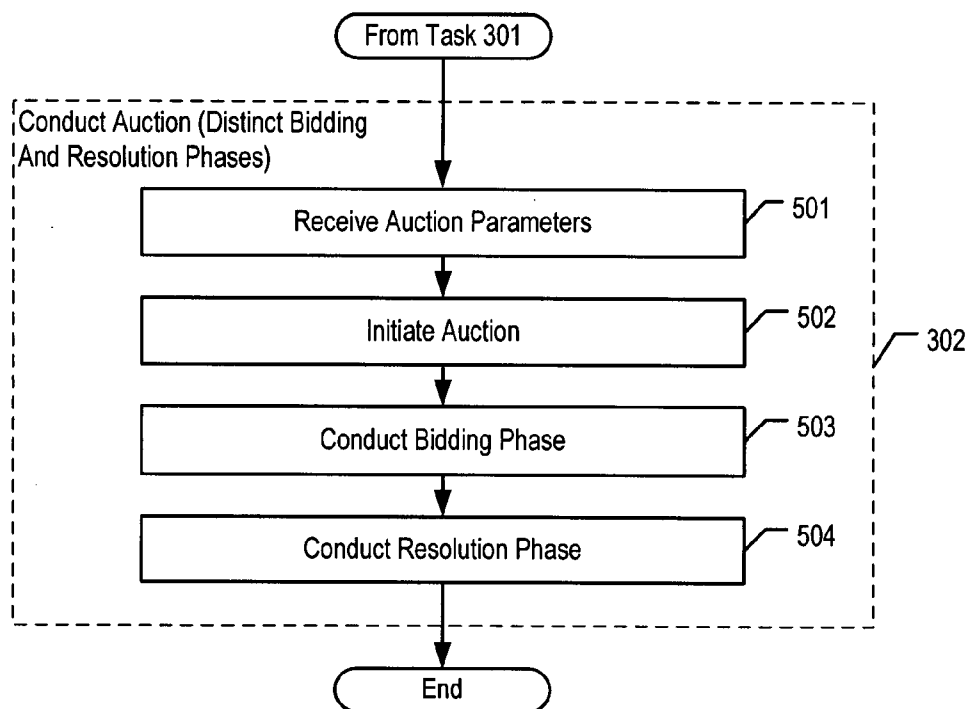 From Task 301
Conduct Auction (Distinct Bidding
And Resolution Phases)
Receive Auction Parameters
501
Initiate Auction
502
302
Conduct Bidding Phase
503
Conduct Resolution Phase
504
End